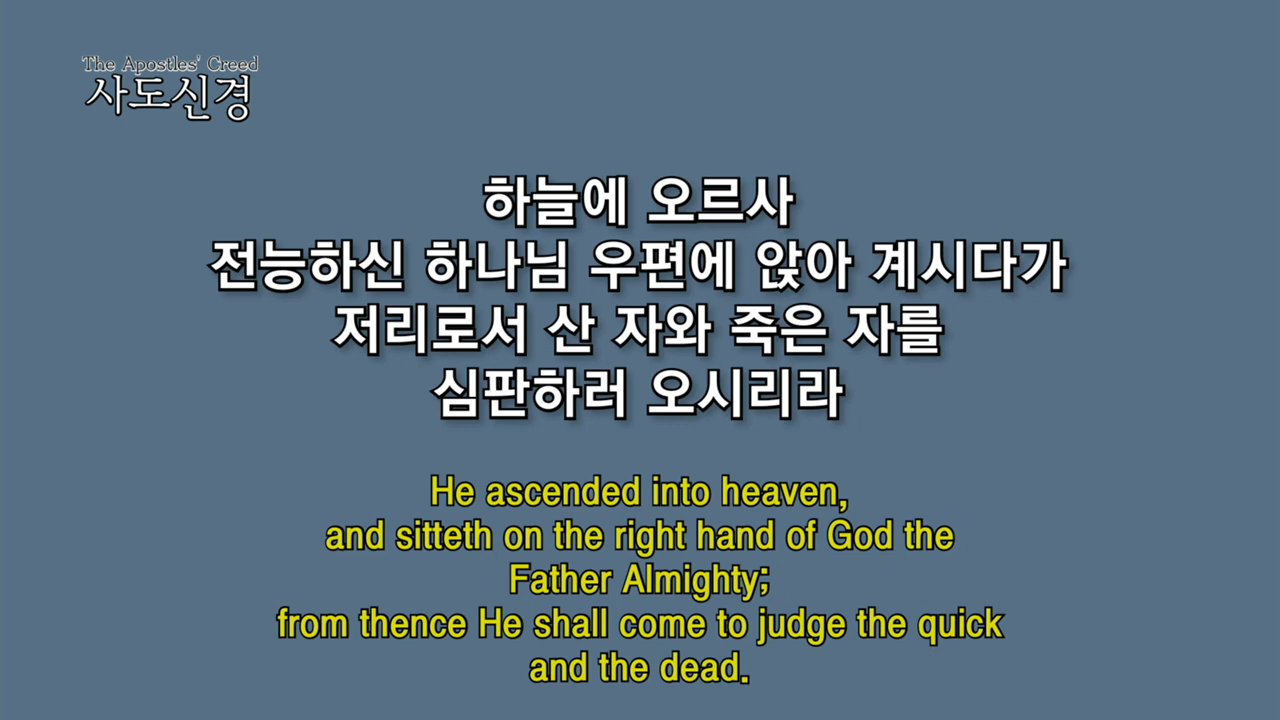 The Apostles' Creed
사도신경
하늘에 오르사
전능하신 하나님 우편에 앉아 계시다가
저리로서 산 자와 죽은 자를
심판하러 오시리라
He ascended into heaven,
and sitteth on the right hand of God the
Father Almighty;
from thence He shall come to judge the quick
and the dead.